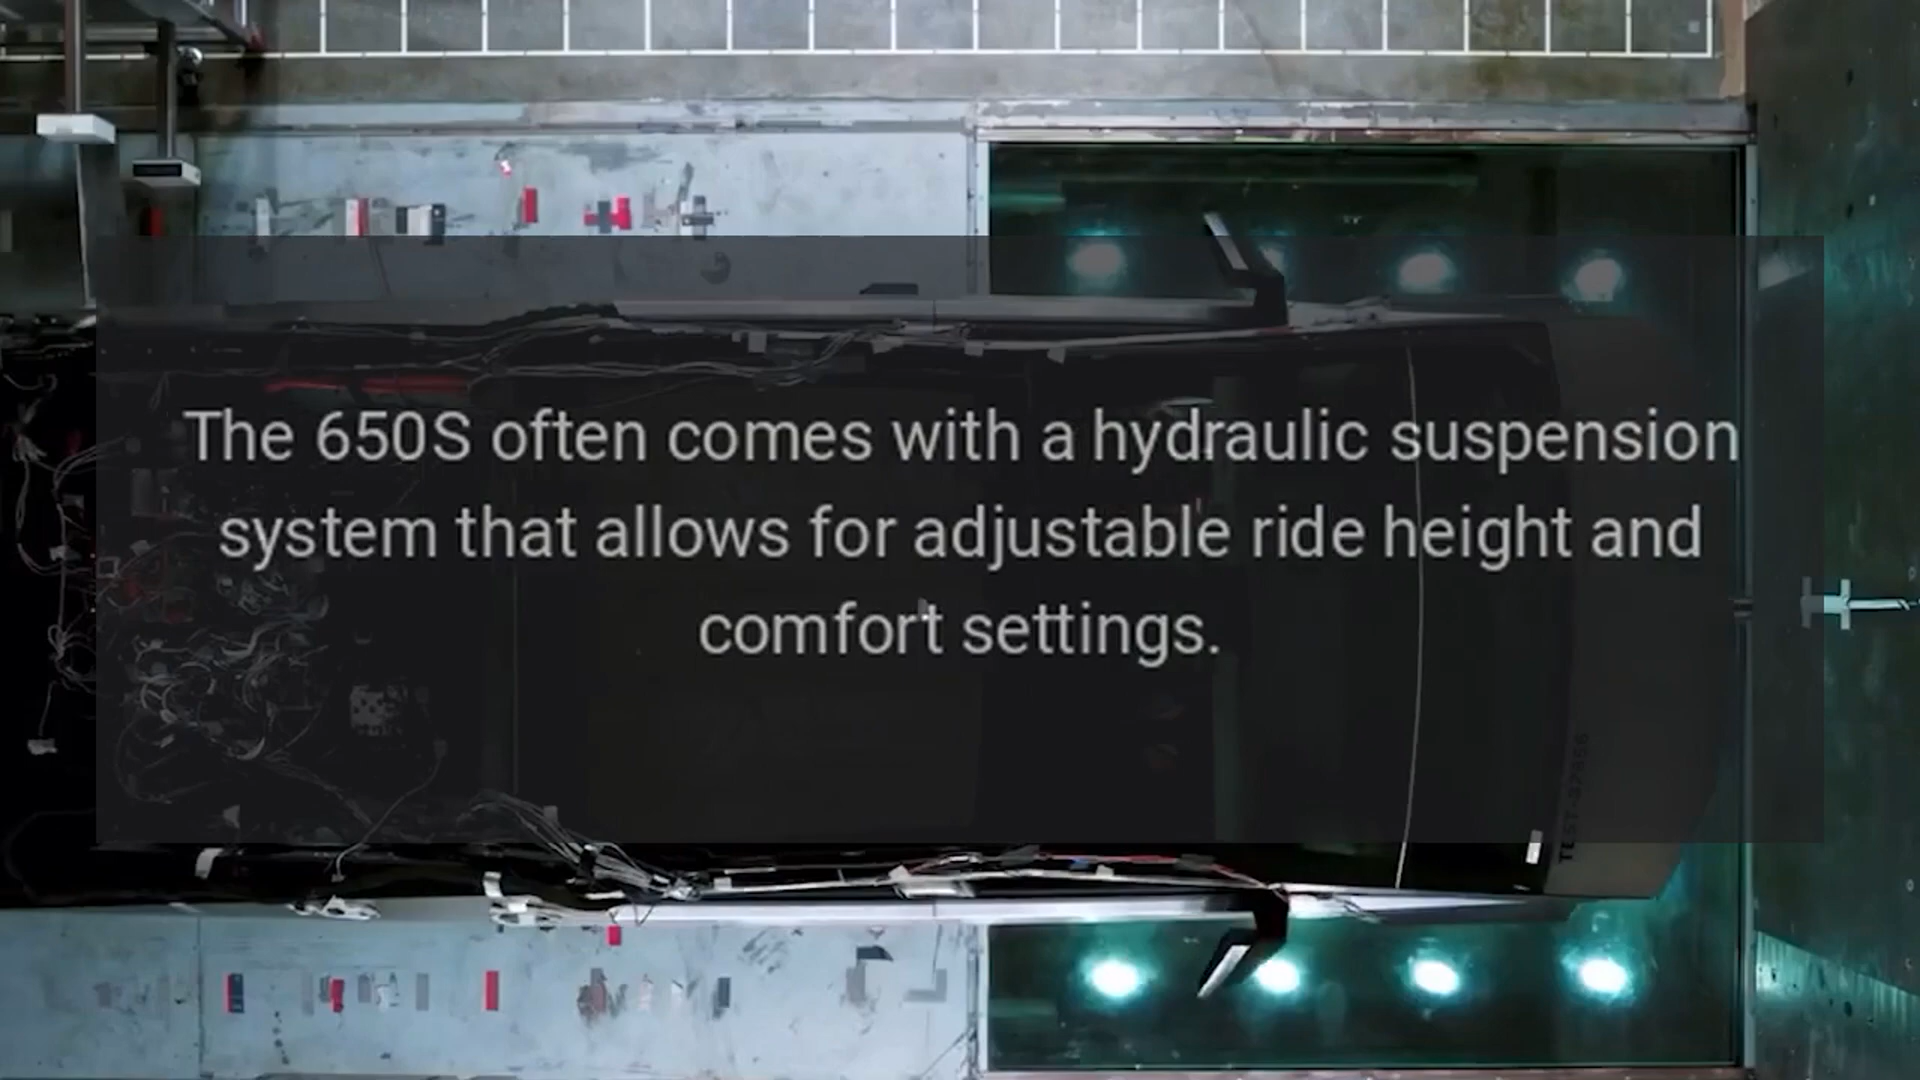 The 650S often comes with a hydraulic suspension
system that allows for adjustable ride height and
comfort settings.